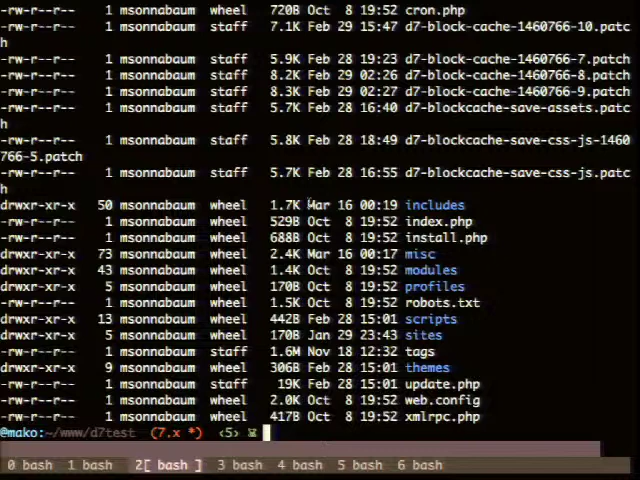 -rw-r--r-- 1 msonnabaum wheel 720B Oct 8 19:52 cron.php
-rw-r--r-- 1 msonnabaum staff 7.1K Feb 29 15:47 d7-block-cache-1460766-10.patc
h
-rw-r--r-- 1 msonnabaum staff 5.9K Feb 28 19:23 d7-block-cache-1460766-7.patch
-rw-r--r-- 1 msonnabaum staff 8.2K Feb 29 02:26 d7-block-cache-1460766-8.patch
-rw-r--r-- 1 msonnabaum staff 8.3K Feb 29 02:27 d7-block-cache-1460766-9.patch
-rw-r--r-- 1 msonnabaum staff 5.7K Feb 28 16:40 d7-blockcache-save-assets.patc
h
-rw-r--r-- 1 msonnabaum staff 5.8K Feb 28 18:49 d7-blockcache-save-css-js-1460
766-5.patch
-rw-r--r-- 1 msonnabaum staff 5.7K Feb 28 16:55 d7-blockcache-save-css-js.patc
h
drwxr-xr-x 50 msonnabaum wheel 1.7K Mar 16 00:19 includes
-rw-r--r-- 1 msonnabaum wheel 529B Oct 8 19:52 index.php
-rw-r--r-- 1 msonnabaum wheel 688B Oct 8 19:52 install.php
drwxr-xr-x 73 msonnabaum wheel 2.4K Mar 16 00:17 misc
drwxr-xr-x 43 msonnabaum wheel 1.4K Oct 8 19:52 modules
drwxr-xr-x 5 msonnabaum wheel 170B Oct 8 19:52 profiles
-rw-r--r-- 1 msonnabaum wheel 1.5K Oct 8 19:52 robots.txt
drwxr-xr-x 13 msonnabaum wheel 442B Feb 28 15:01 scripts
drwxr-xr-x 5 msonnabaum wheel 170B Jan 29 23:43 sites
-rw-r--r-- 1 msonnabaum staff 1.6M Nov 18 12:32 tags
drwxr-xr-x 9 msonnabaum wheel 306B Feb 28 15:01 themes
-rw-r--r-- 1 msonnabaum staff 19K Feb 28 15:01 update.php
-rw-r--r-- 1 msonnabaum wheel 2.0K Oct 8 19:52 web.config
-rw-r--r-- 1 msonnabaum wheel 417B Oct 8 19:52 xmlrpc.php
@mako:~/www/d7test (7.x *) ‹5›
0 bash 1 bash 2[ bash ] 3 bash 4 bash 5 bash 6 bash